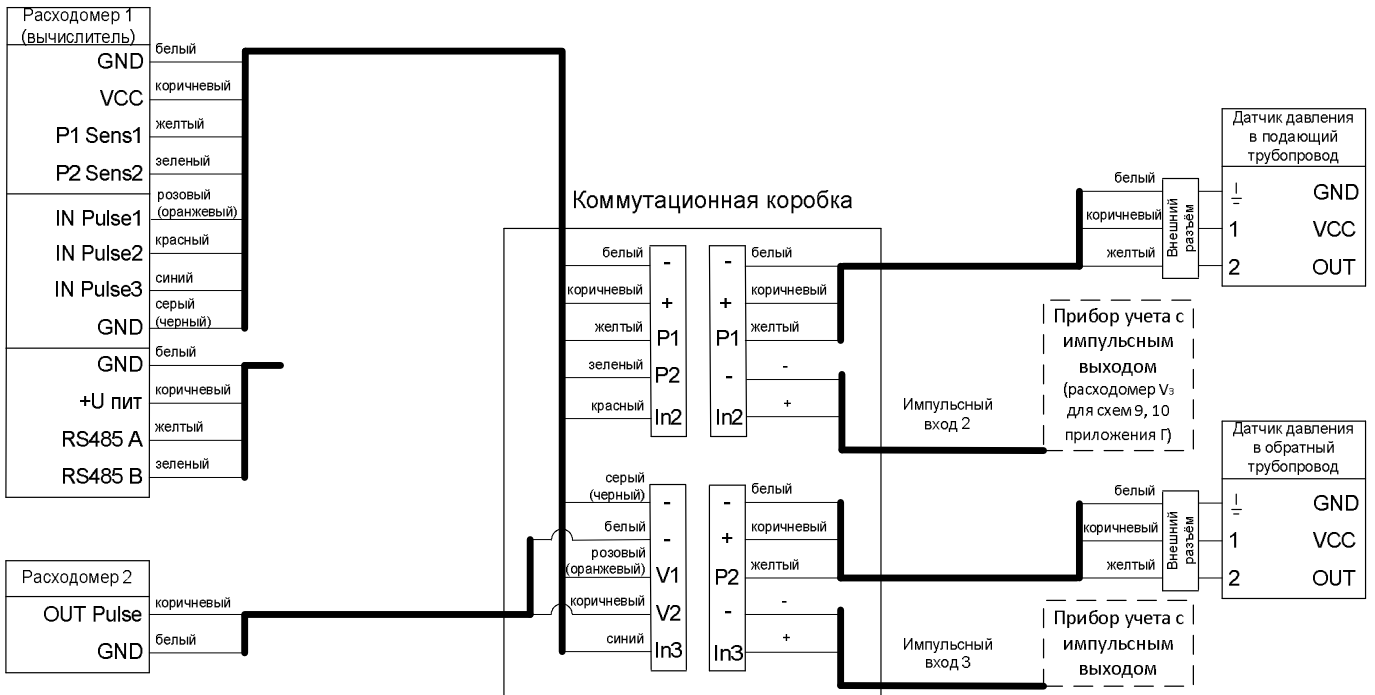 Расходомер 1
(вычислитель)
GND
белый
VCC
коричневый
P1 Sens1
желтый
P2 Sens2
зеленый
IN Pulse1
розовый
(оранжевый)
IN Pulse2
красный
IN Pulse3
синий
GND
серый
(черный)
GND
белый
+U пит
коричневый
RS485 A
желтый
RS485 B
зеленый
Расходомер 2
OUT Pulse
коричневый
GND
белый
Коммутационная коробка
белый
-
коричневый
+
желтый
P1
зеленый
P2
красный
In2
-
белый
+
коричневый
P1
желтый
-
-
In2
+
серый
(черный)
-
белый
-
розовый
(оранжевый)
V1
коричневый
V2
синий
In3
-
белый
+
коричневый
P2
желтый
-
-
In3
+
Импульсный
вход 2
Импульсный
вход 3
белый
коричневый
желтый
Внешний
разъём
Датчик давления
в подающий
трубопровод
GND
1 VCC
2 OUT
Прибор учета с
импульсным
выходом
(расходомер V₃
для схем 9, 10
приложения Г)
белый
коричневый
желтый
Внешний
разъём
Датчик давления
в обратный
трубопровод
GND
1 VCC
2 OUT
Прибор учета с
импульсным
выходом